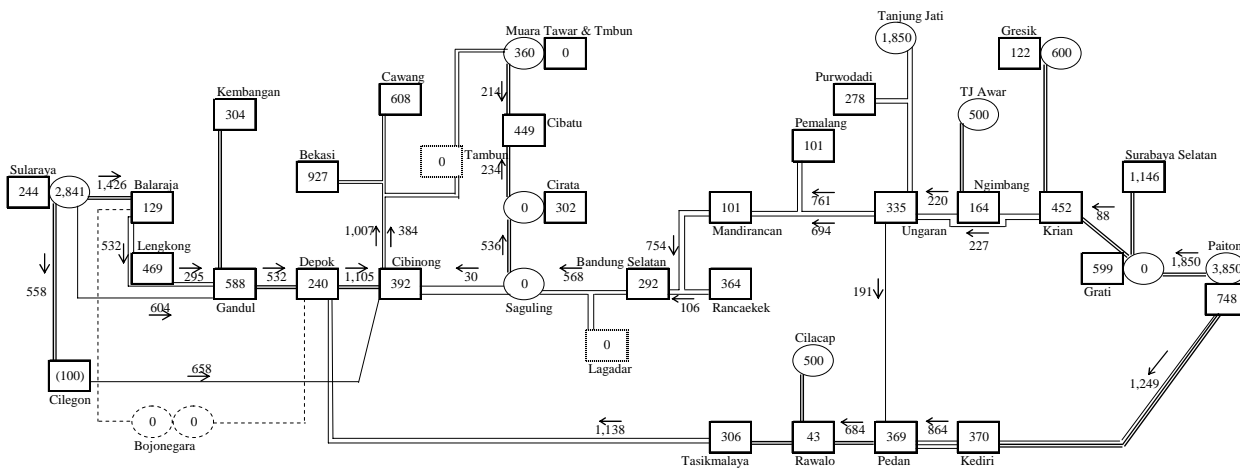 Tanjung Jati
1,850
Muara Tawar & Tmbun
360
0
Gresik
122
600
Cawang
608
Purwodadi
278
TJ Awar
500
Kembangan
304
214
449
Cibatu
Pemalang
101
Bekasi
927
0
Tambun
234
Surabaya Selatan
1,146
Sularaya
244
2,841
1,426
Balaraja
129
Cirata
0
302
101
Mandirancan
761
694
335
Ungaran
220
Ngimbang
164
227
452
Krian
88
532
Lengkong
469
295
1,007
384
536
754
Paiton
1,850
3,850
748
558
588
Gandul
532
Depok
240
1,105
Cibinong
392
30
0
Saguling
568
Bandung Selatan
292
106
364
Rancaekek
599
0
Grati
604
191
0
Lagadar
Cilacap
500
(100)
Cilegon
658
1,249
0
0
Bojonegara
1,138
306
Tasikmalaya
43
Rawalo
684
369
Pedan
864
370
Kediri